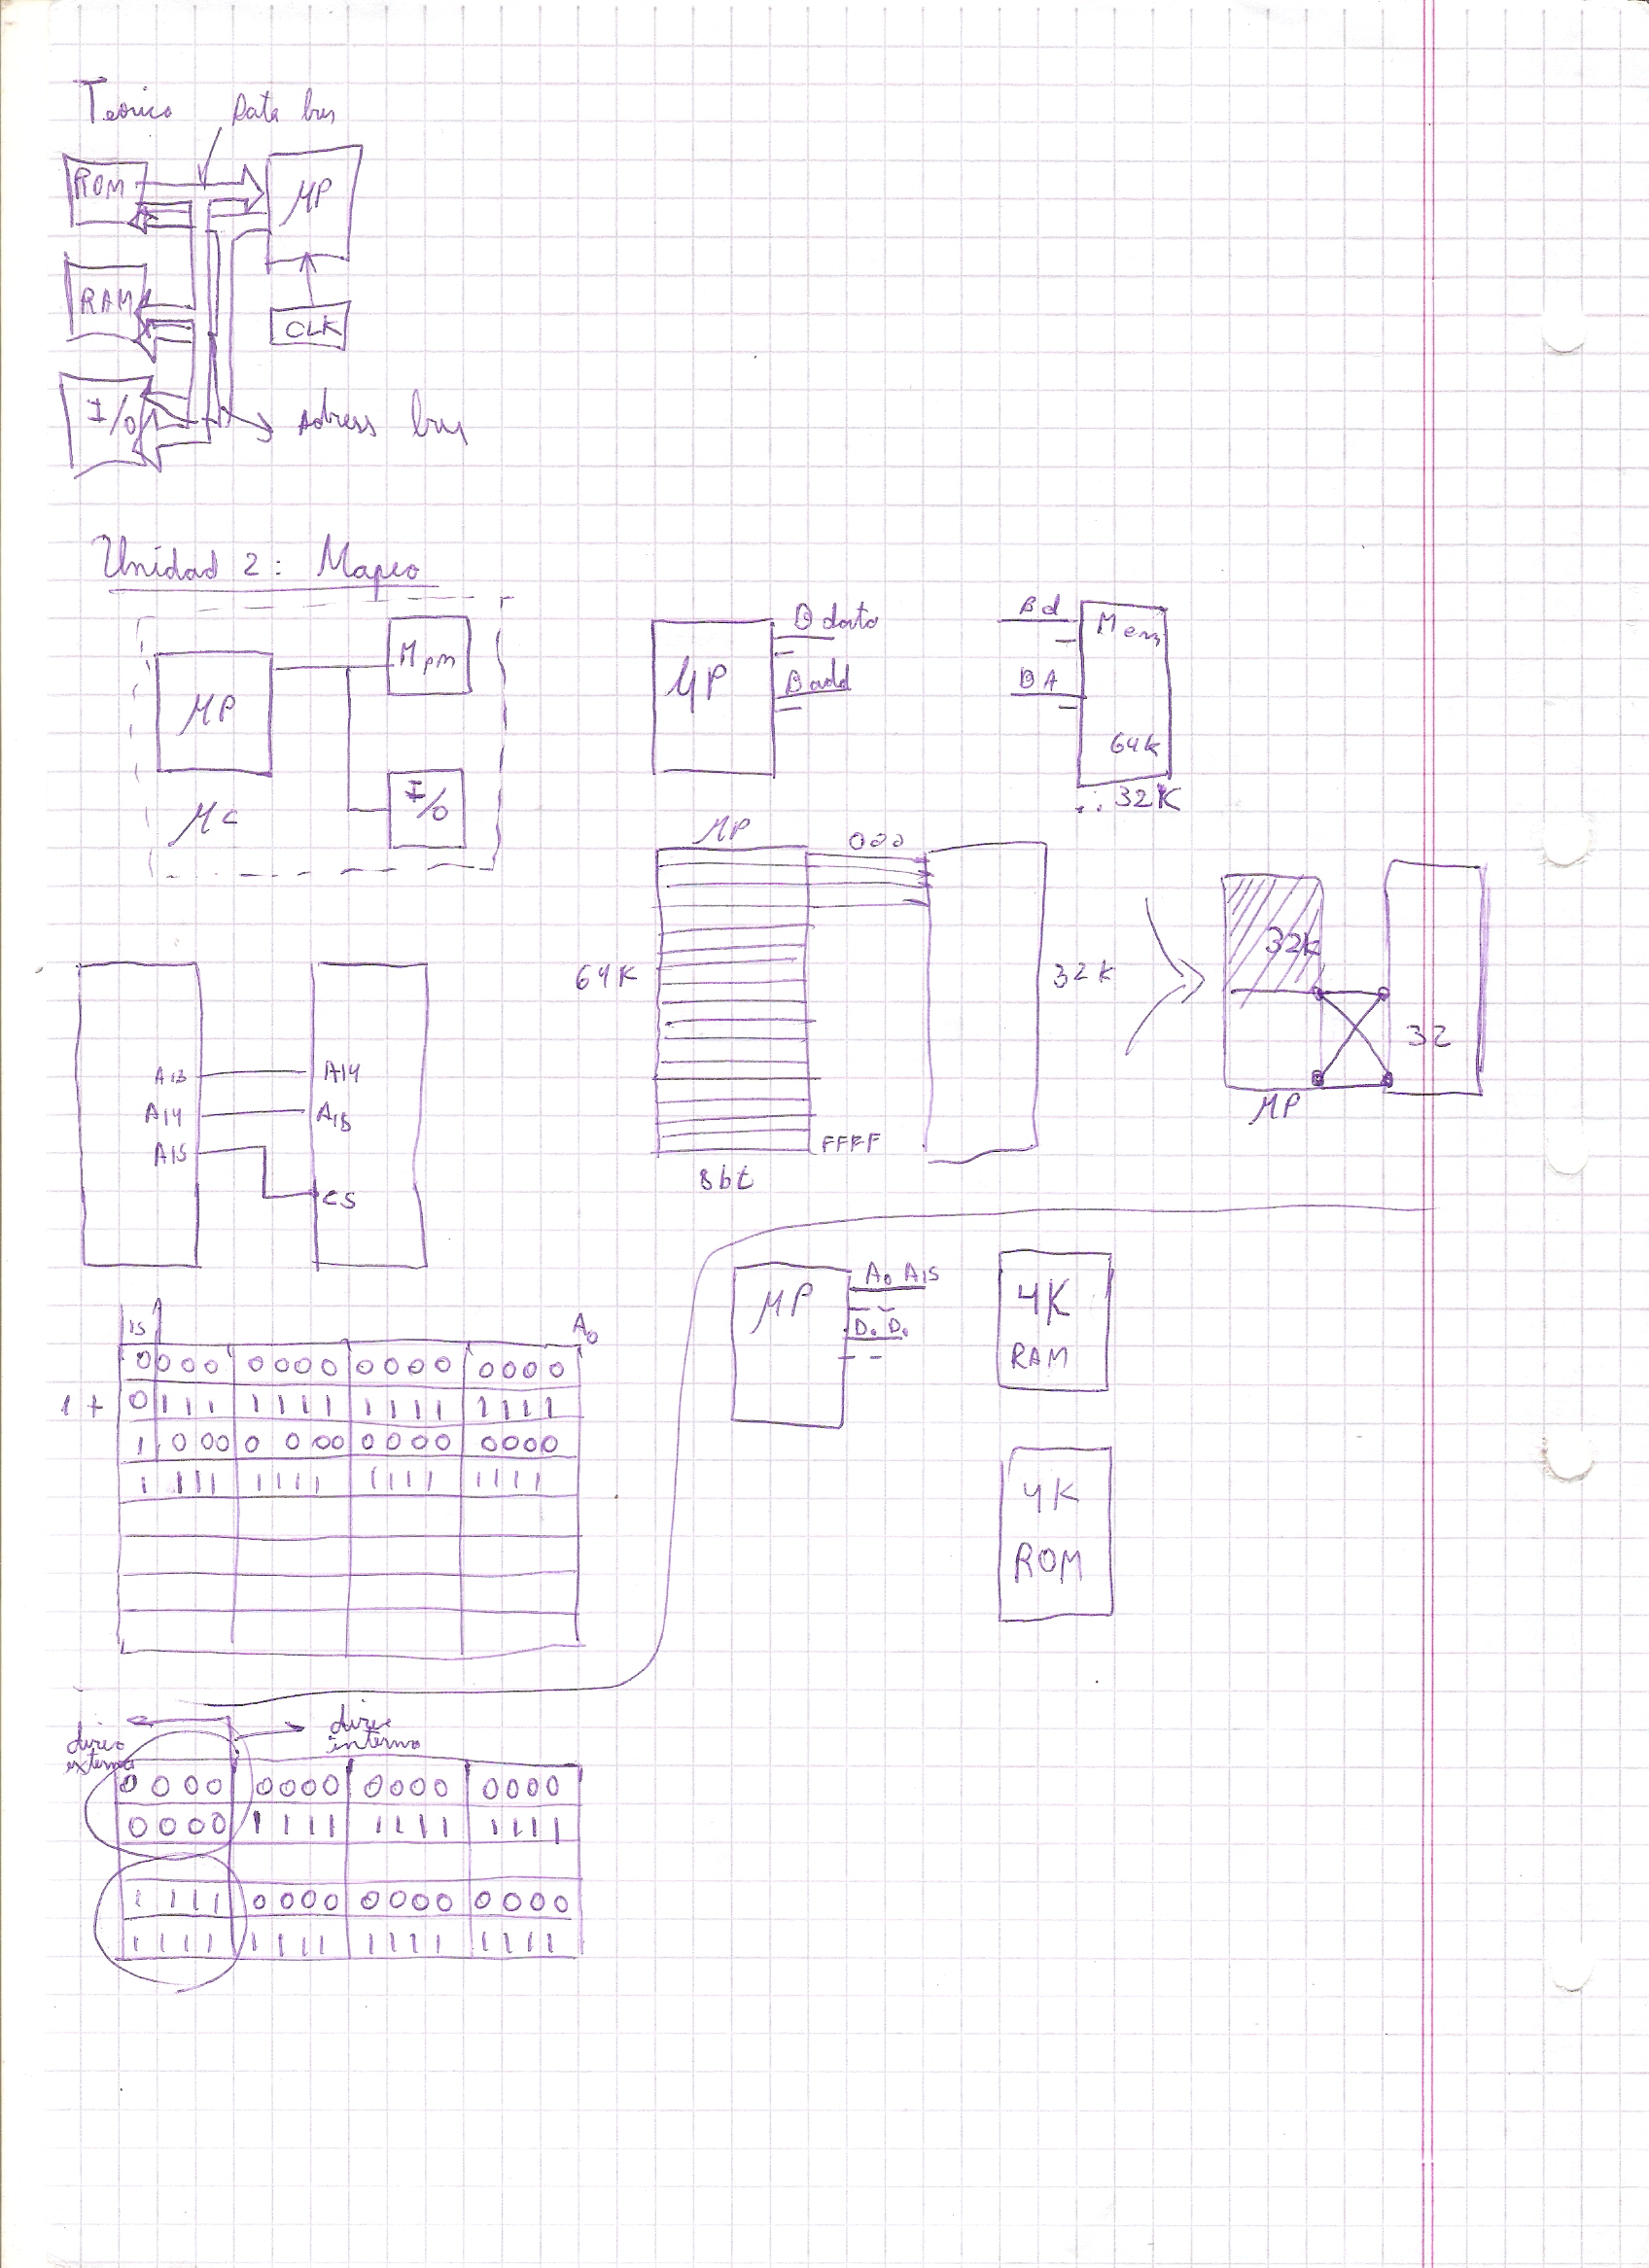 Teórico Data bus
ROM
MP
RAM
CLK
I/O
Adress bus
Unidad 2: Mapeo
MP
Mpm
I/O
MC
MP
B dato
B add
Bd
BA
Mem
64K
∴ 32K
MP
000
64K
32K
FFFF
8bt
32K
32
MP
A13
A14
A15
A14
A15
CS
MP
A0 A15
D0 D0
4K
RAM
4K
ROM
15
A0
0000 0000 0000 0000
1+ 0111 1111 1111 1111
1000 0000 0000 0000
1111 1111 1111 1111
direc
externa
direc
interno
0000 0000 0000 0000
0000 1111 1111 1111
1111 0000 0000 0000
1111 1111 1111 1111